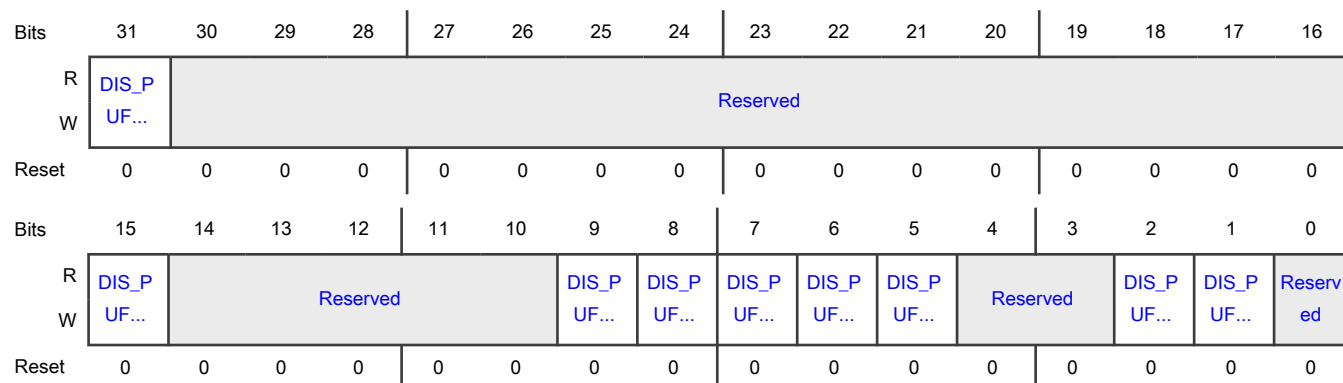 Bits 31 30 29 28 27 26 25 24 23 22 21 20 19 18 17 16
R DIS_P Reserved
W UF...
Reset 0 0 0 0 0 0 0 0 0 0 0 0 0 0 0 0
Bits 15 14 13 12 11 10 9 8 7 6 5 4 3 2 1 0
R DIS_P Reserved DIS_P DIS_P DIS_P DIS_P DIS_P Reserved DIS_P DIS_P Reserv
W UF... UF... UF... UF... UF... UF... UF... UF... ed
Reset 0 0 0 0 0 0 0 0 0 0 0 0 0 0 0 0